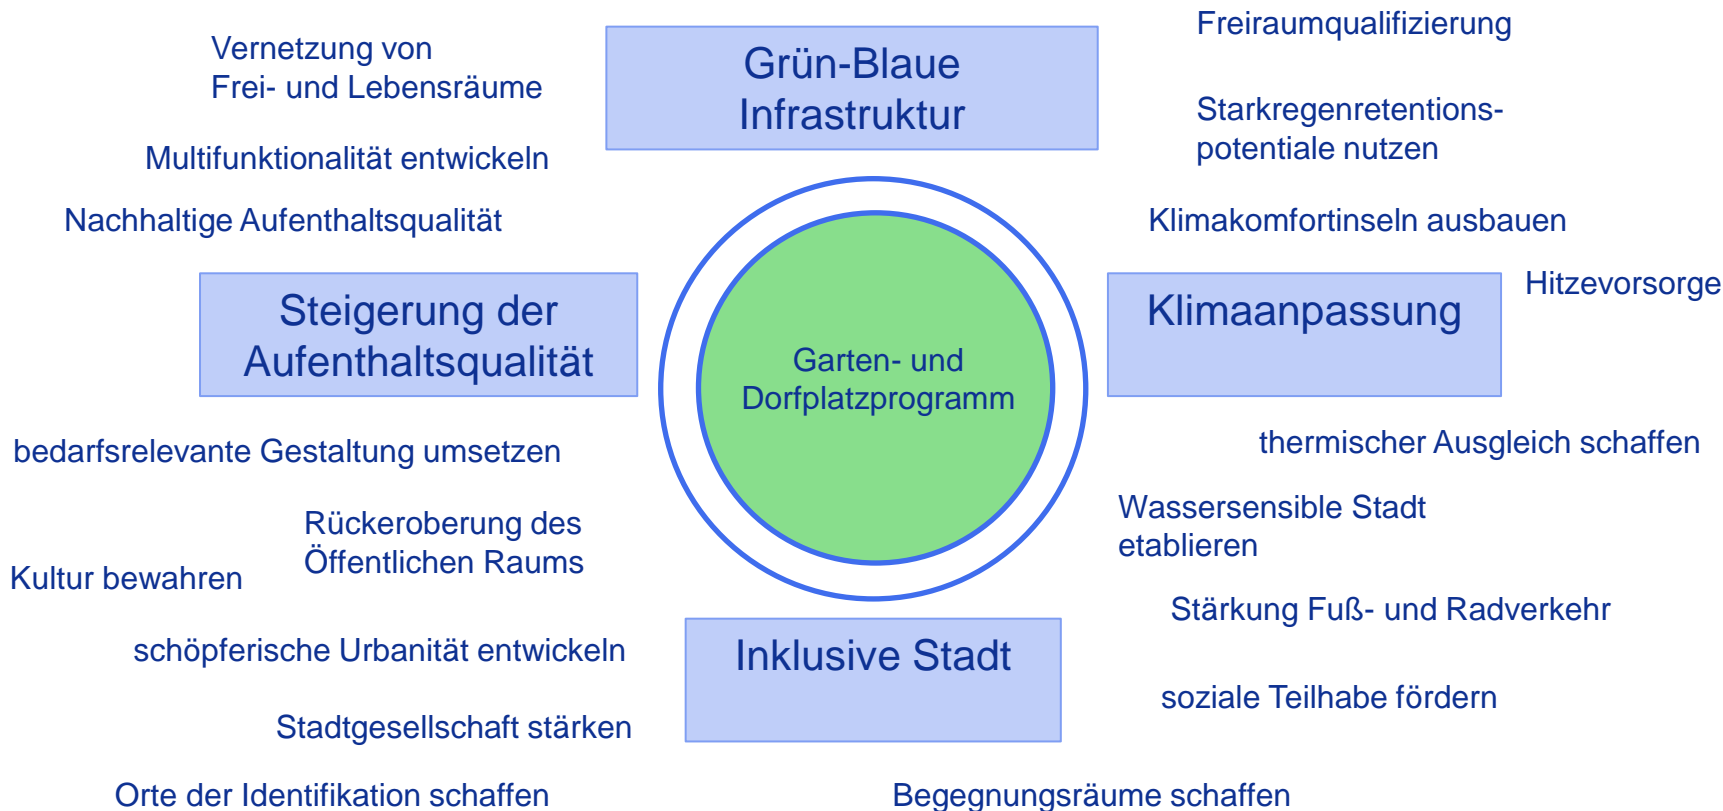 Vernetzung von
Frei- und Lebensräume
Multifunktionalität entwickeln
Nachhaltige Aufenthaltsqualität
Grün-Blaue
Infrastruktur
Freiraumqualifizierung
Starkregenretentions-
potentiale nutzen
Klimakomfortinseln ausbauen
Hitzevorsorge
Steigerung der
Aufenthaltsqualität
Garten- und
Dorfplatzprogramm
Klimaanpassung
bedarfsrelevante Gestaltung umsetzen
Rückeroberung des
Öffentlichen Raums
Kultur bewahren
schöpferische Urbanität entwickeln
Stadtgesellschaft stärken
Orte der Identifikation schaffen
thermischer Ausgleich schaffen
Wassersensible Stadt
etablieren
Stärkung Fuß- und Radverkehr
Inklusive Stadt
soziale Teilhabe fördern
Begegnungsräume schaffen